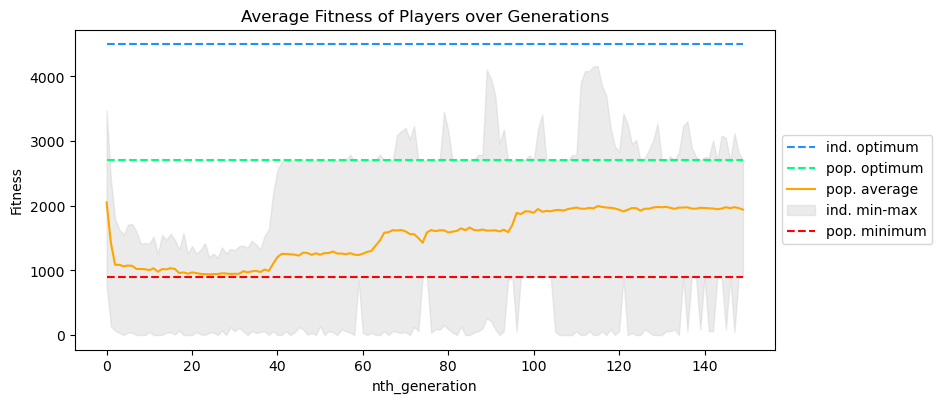 Average Fitness of Players over Generations
Fitness
4000
3000
2000
1000
0
0 20 40 60 80 100 120 140
nth_generation
ind. optimum
pop. optimum
pop. average
ind. min-max
pop. minimum